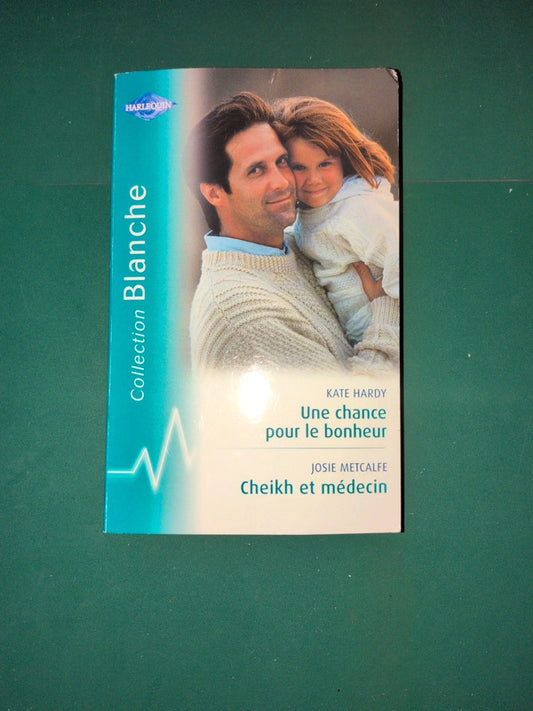 HARLEQUIN
Collection Blanche
KATE HARDY
Une chance
pour le bonheur
JOSIE METCALFE
Cheikh et médecin